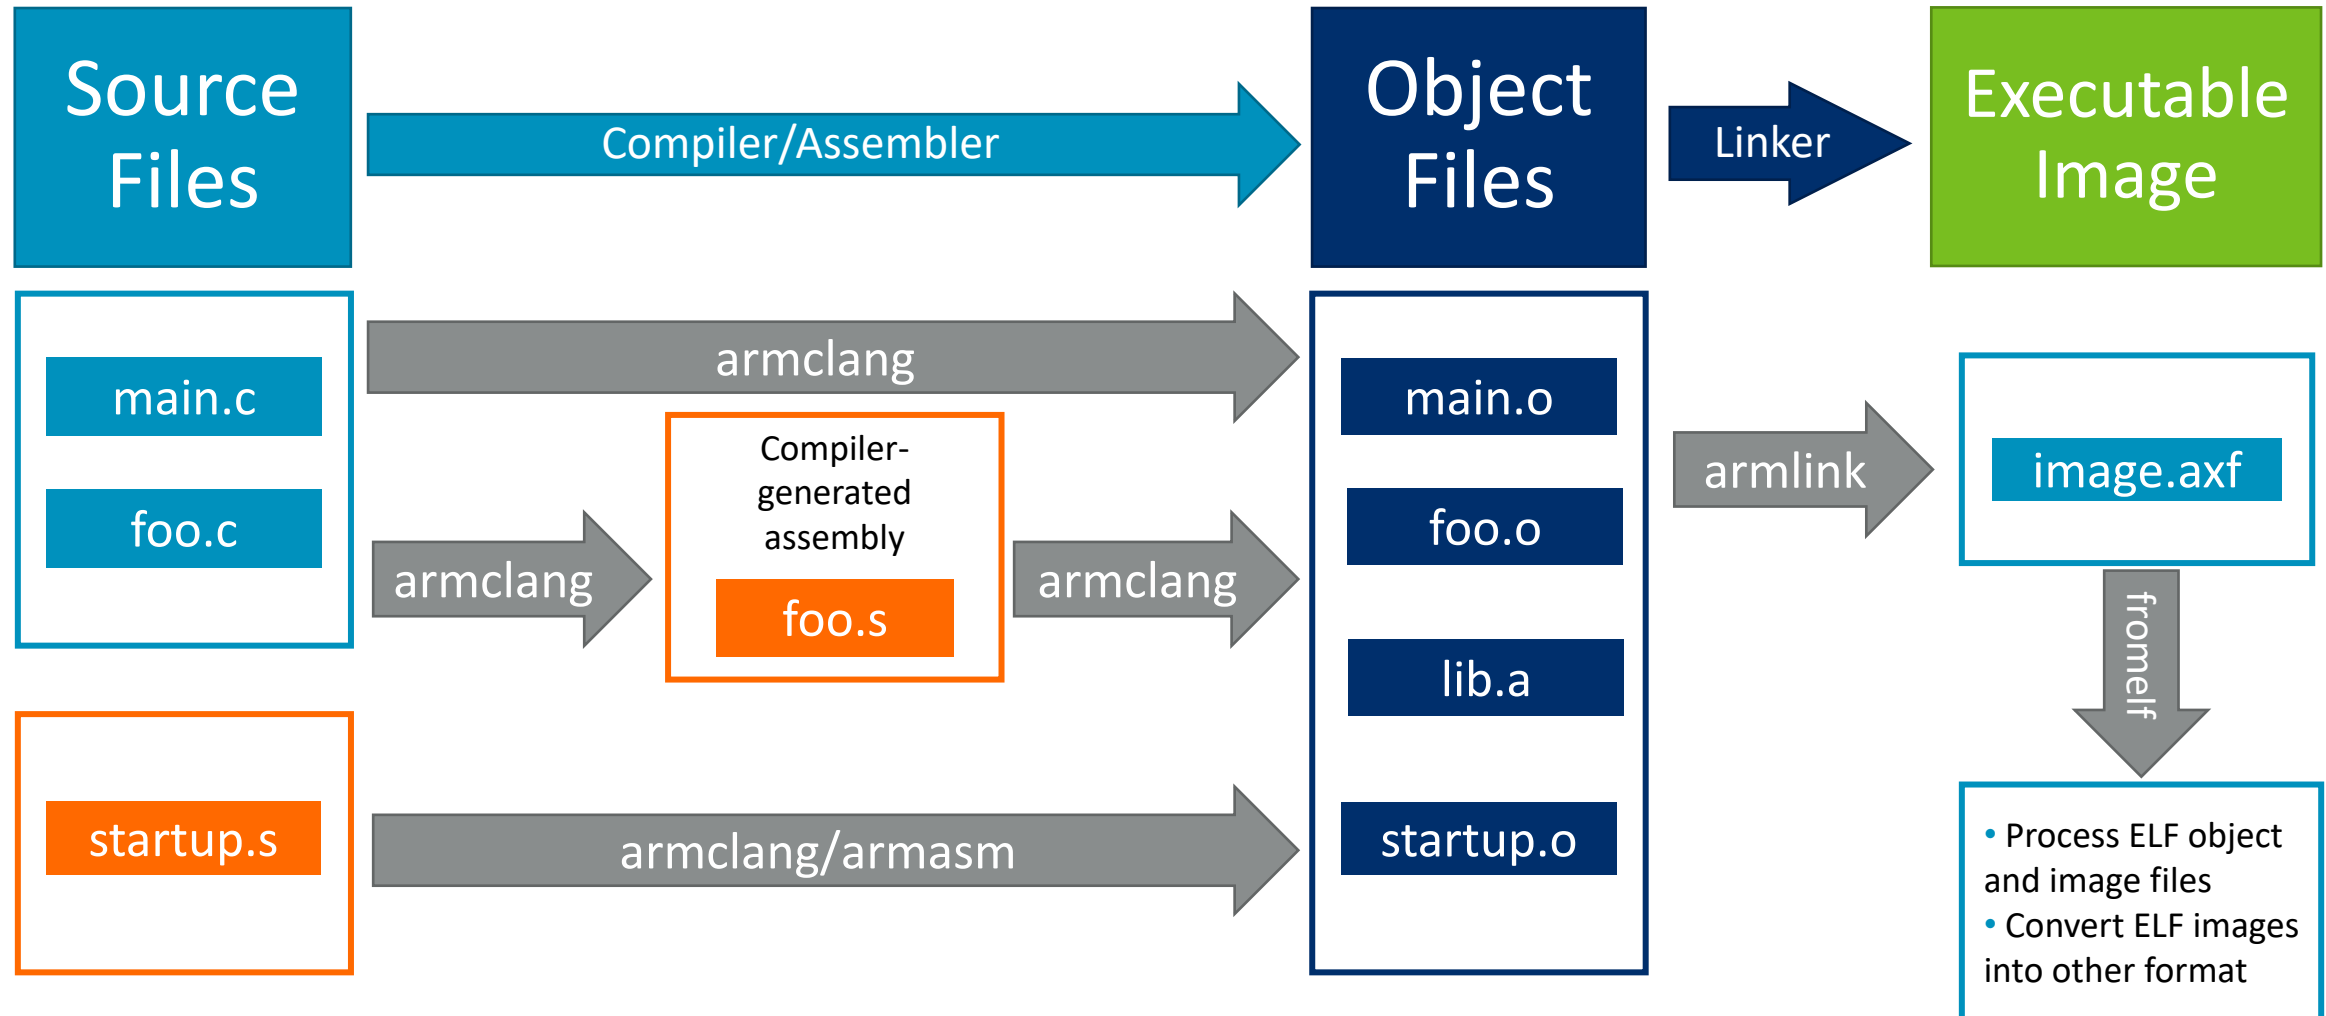 Source
Files
Compiler/Assembler
Object
Files
Linker
Executable
Image
main.c
foo.c
armclang
armclang
Compiler-
generated
assembly
foo.s
armclang
main.o
foo.o
lib.a
startup.o
armlink
image.axf
fromelf
startup.s
armclang/armasm
• Process ELF object
and image files
• Convert ELF images
into other format